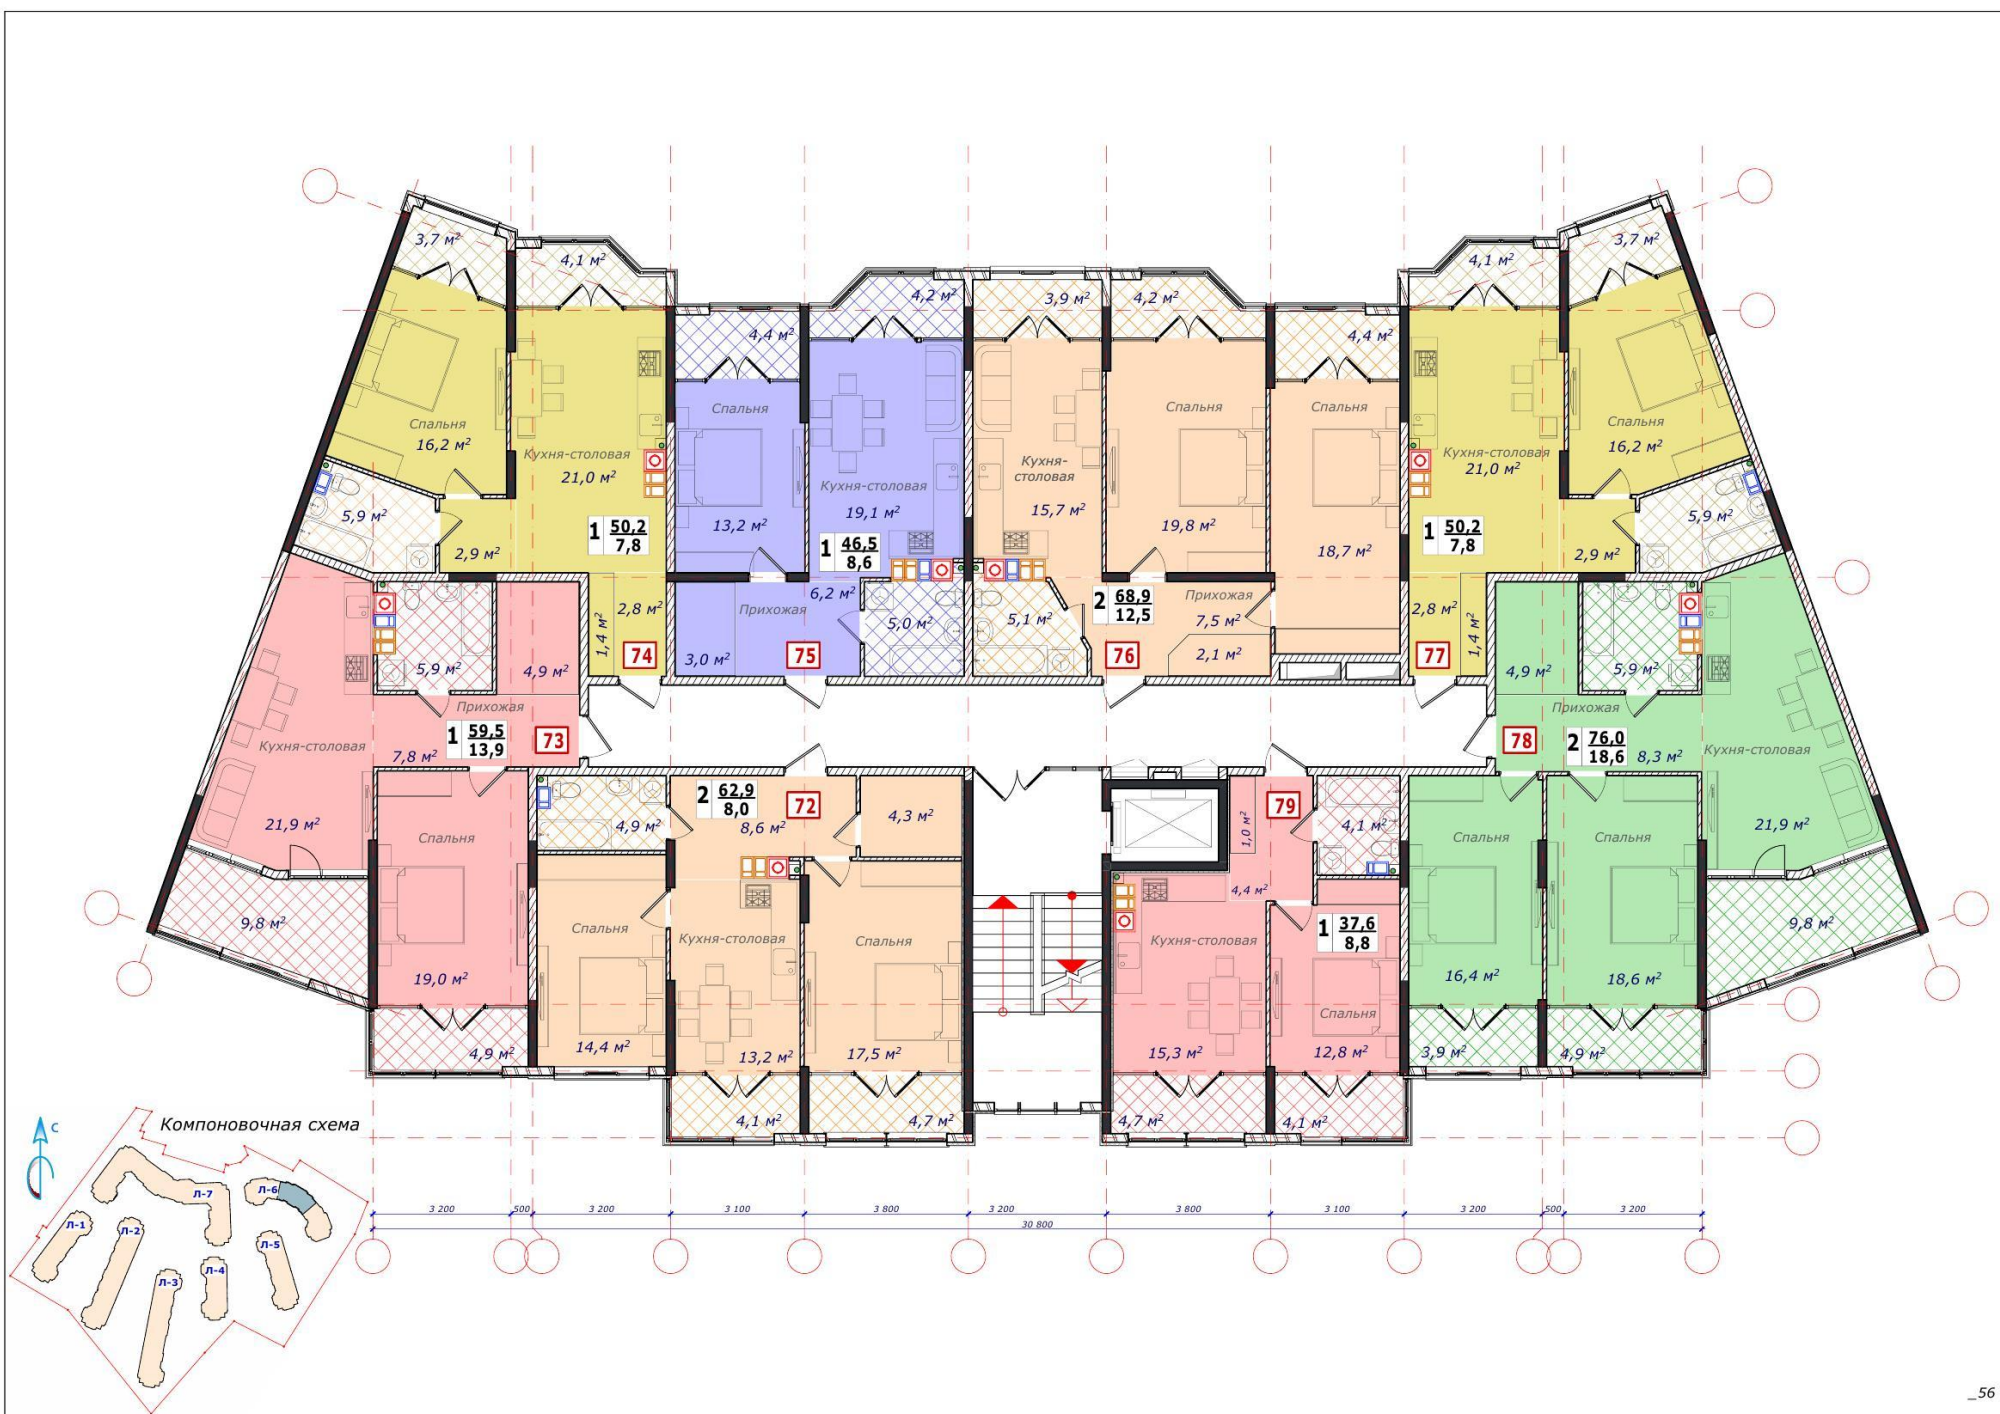 3,7 м²
4,1 м²
4,2 м²
3,9 м²
4,2 м²
4,1 м²
3,7 м²
4,4 м²
4,4 м²
Спальня
16,2 м²
Кухня-столовая
21,0 м²
Спальня
13,2 м²
Кухня-столовая
19,1 м²
Кухня-
столовая
15,7 м²
Спальня
19,8 м²
Спальня
18,7 м²
Кухня-столовая
21,0 м²
Спальня
16,2 м²
5,9 м²
2,9 м²
1 50,2
7,8
1 46,5
8,6
1 50,2
7,8
2,9 м²
5,9 м²
1,4 м²
2,8 м²
74
Прихожая
6,2 м²
3,0 м²
75
5,0 м²
5,1 м²
2 68,9
12,5
76
Прихожая
7,5 м²
2,1 м²
2,8 м²
1,4 м²
77
5,9 м²
4,9 м²
Прихожая
1 59,5
13,9
73
7,8 м²
Кухня-столовая
21,9 м²
4,9 м²
5,9 м²
Прихожая
78
2 76,0
18,6
8,3 м²
Кухня-столовая
21,9 м²
9,8 м²
Спальня
19,0 м²
4,9 м²
4,9 м²
2 62,9
8,0
72
8,6 м²
4,3 м²
Спальня
14,4 м²
Кухня-столовая
13,2 м²
Спальня
17,5 м²
4,1 м²
4,7 м²
79
1,0 м²
4,1 м²
4,4 м²
Кухня-столовая
15,3 м²
1 37,6
8,8
Спальня
12,8 м²
4,7 м²
4,1 м²
Спальня
16,4 м²
3,9 м²
Спальня
18,6 м²
4,9 м²
9,8 м²
С
Компоновочная схема
Л-7
Л-6
Л-1
Л-2
Л-5
Л-3
Л-4
3 200 500 3 200 3 100 3 800 3 200 3 800 3 100 3 200 500 3 200
30 800
_56